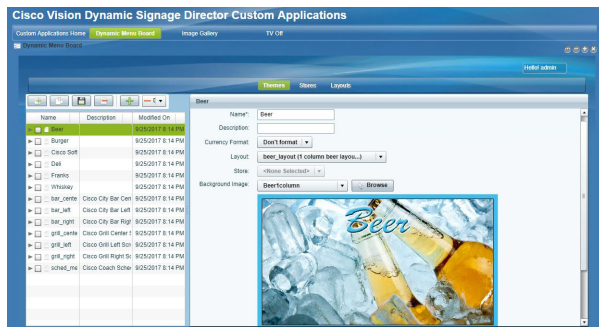 Cisco Vision Dynamic Signage Director Custom Applications
Custom Applications Home Dynamic Menu Board Image Gallery TV Off
Dynamic Menu Board
Hello! admin
Themes Stores Layouts
Beer
Name Description Modified On
Beer 9/25/2017 8:14 PM
Burger 9/25/2017 8:14 PM
Cisco Soft 9/25/2017 8:14 PM
Deli 9/25/2017 8:14 PM
Franks 9/25/2017 8:14 PM
Whiskey 9/25/2017 8:14 PM
bar_cente Cisco City Bar Cen 9/25/2017 8:14 PM
bar_left Cisco City Bar Left 9/25/2017 8:14 PM
bar_right Cisco City Bar Righ 9/25/2017 8:14 PM
grill_cente Cisco Grill Center S 9/25/2017 8:14 PM
grill_left Cisco Grill Left Scr 9/25/2017 8:14 PM
grill_right Cisco Grill Right Sc 9/25/2017 8:14 PM
sched_me Cisco Coach Sche 9/25/2017 8:14 PM
Name*: Beer
Description:
Currency Format: Don't format
Layout: beer_layout (1 column beer layou...)
Store: <None Selected>
Background Image: Beer1column Browse
Beer